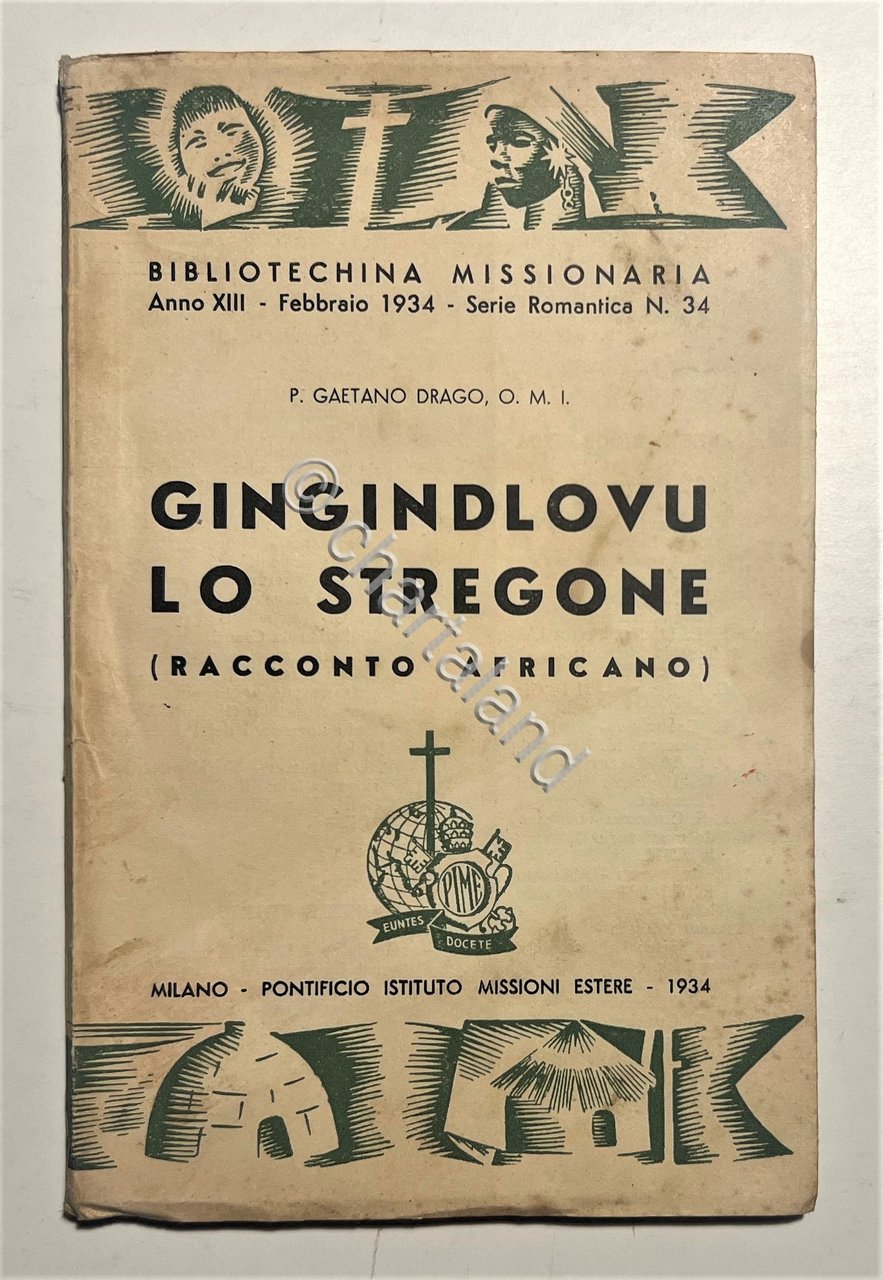 BIBLIOTECHINA MISSIONARIA
Anno XIII - Febbraio 1934 - Serie Romantica N. 34
P. GAETANO DRAGO, O. M. I.
GINGINDLOVU
LO STREGONE
(RACCONTO AFRICANO)
© chartaland
PIME
EUNTES
DOCETE
MILANO - PONTIFICIO ISTITUTO MISSIONI ESTERE - 1934